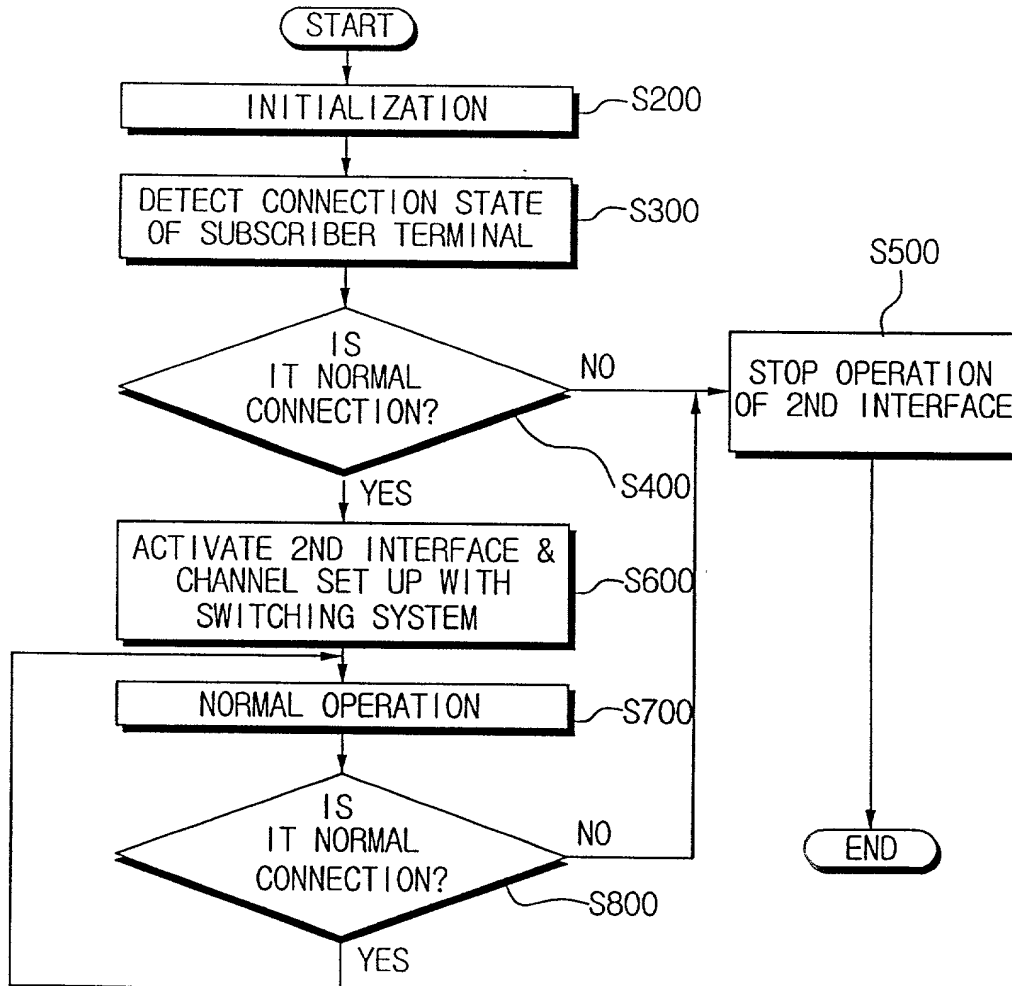 START
INITIALIZATION
S200
DETECT CONNECTION STATE
OF SUBSCRIBER TERMINAL
S300
IS
IT NORMAL
CONNECTION?
NO
S400
YES
S500
STOP OPERATION
OF 2ND INTERFACE
ACTIVATE 2ND INTERFACE &
CHANNEL SET UP WITH
SWITCHING SYSTEM
S600
NORMAL OPERATION
S700
IS
IT NORMAL
CONNECTION?
NO
S800
YES
END